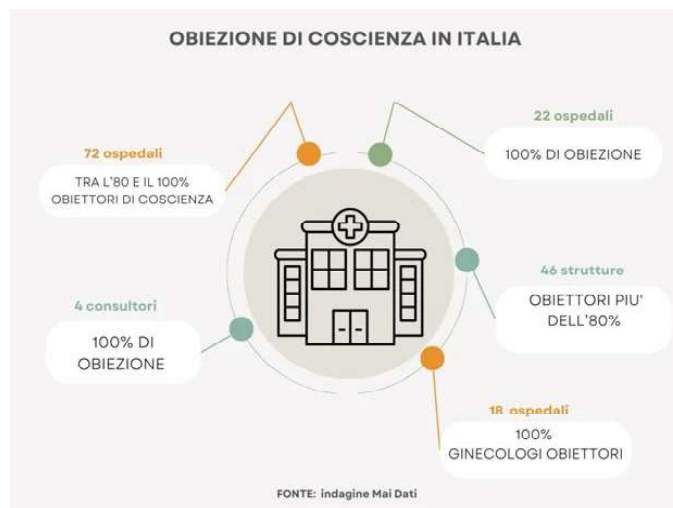 OBIEZIONE DI COSCIENZA IN ITALIA
72 ospedali
TRA L'80 E IL 100%
OBIETTORI DI COSCIENZA
22 ospedali
100% DI OBIEZIONE
4 consultori
100% DI
OBIEZIONE
46 strutture
OBIETTORI PIU'
DELL'80%
18 ospedali
100%
GINECOLOGI OBIETTORI
FONTE: indagine Mai Dati